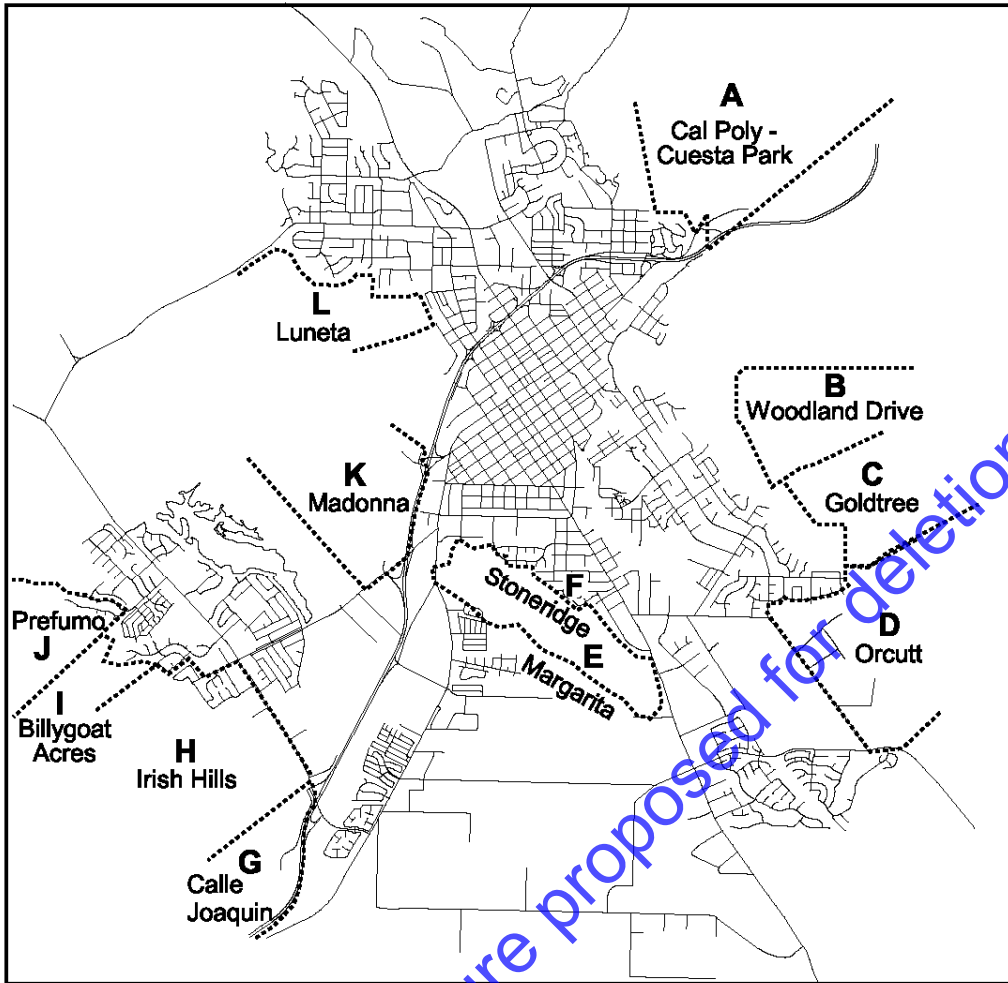 A
Cal Poly -
Cuesta Park
L
Luneta
B
Woodland Drive
K
Madonna
C
Goldtree
F
Stoneridge
E
Margarita
D
Orcutt
Prefumo
J
I
Billygoat
Acres
H
Irish Hills
G
Calle
Joaquin
ure proposed for deletion